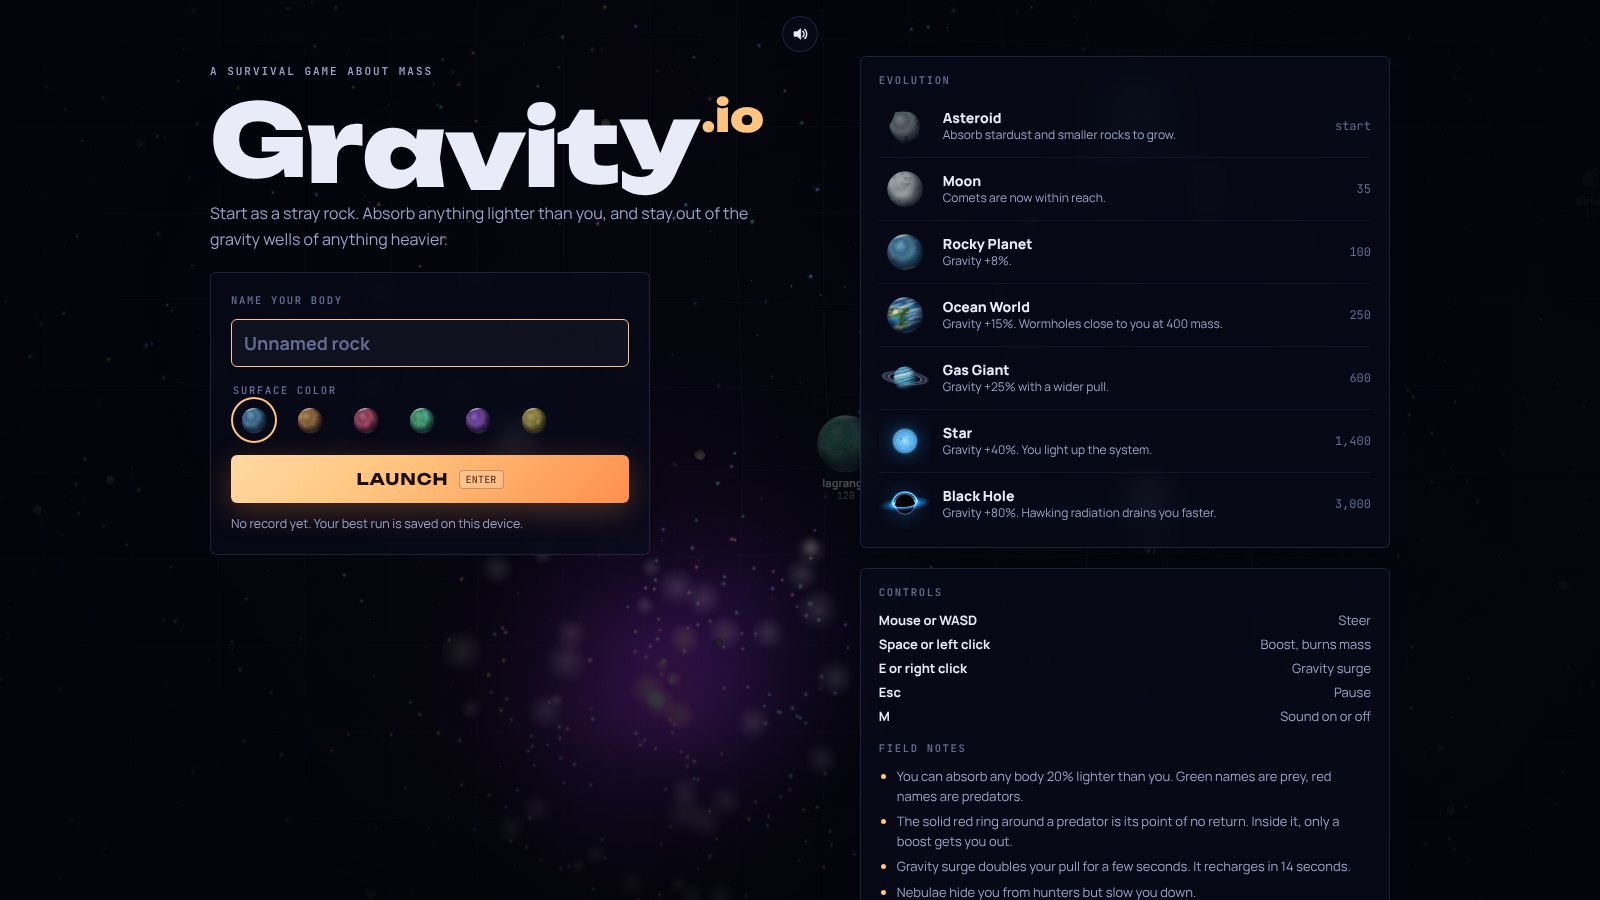 A SURVIVAL GAME ABOUT MASS
Gravity.io
Start as a stray rock. Absorb anything lighter than you, and stay out of the
gravity wells of anything heavier.
NAME YOUR BODY
Unnamed rock
SURFACE COLOR
LAUNCH ENTER
No record yet. Your best run is saved on this device.
lagrang
120
EVOLUTION
Asteroid
Absorb stardust and smaller rocks to grow.
start
Moon
Comets are now within reach.
35
Rocky Planet
Gravity +8%.
100
Ocean World
Gravity +15%. Wormholes close to you at 400 mass.
250
Gas Giant
Gravity +25% with a wider pull.
600
Star
Gravity +40%. You light up the system.
1,400
Black Hole
Gravity +80%. Hawking radiation drains you faster.
3,000
97
CONTROLS
Mouse or WASD Steer
Space or left click Boost, burns mass
E or right click Gravity surge
Esc Pause
M Sound on or off
FIELD NOTES
You can absorb any body 20% lighter than you. Green names are prey, red
names are predators.
The solid red ring around a predator is its point of no return. Inside it, only a
boost gets you out.
Gravity surge doubles your pull for a few seconds. It recharges in 14 seconds.
Nebulae hide you from hunters but slow you down.